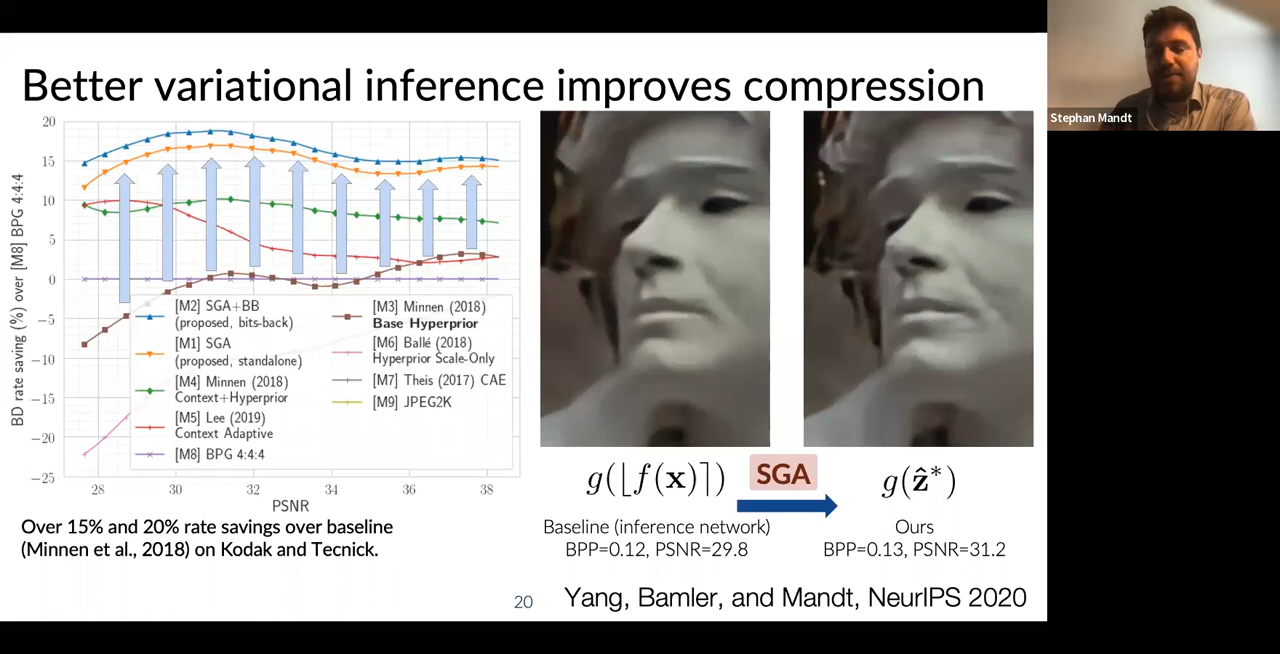 Better variational inference improves compression
Stephan Mandt
BD rate saving (%) over [M8] BPG 4:4:4
20
15
10
5
0
−5
−10
−15
−20
−25
28
30
32
34
36
38
PSNR
[M2] SGA+BB
(proposed, bits-back)
[M1] SGA
(proposed, standalone)
[M4] Minnen (2018)
Context+Hyperprior
[M5] Lee (2019)
Context Adaptive
[M8] BPG 4:4:4
[M3] Minnen (2018)
Base Hyperprior
[M6] Ballé (2018)
Hyperprior Scale-Only
[M7] Theis (2017) CAE
[M9] JPEG2K
Over 15% and 20% rate savings over baseline
(Minnen et al., 2018) on Kodak and Tecnick.
g(⌊f(x)⌉)
SGA
g(ẑ*)
Baseline (inference network)
BPP=0.12, PSNR=29.8
Ours
BPP=0.13, PSNR=31.2
20
Yang, Bamler, and Mandt, NeurIPS 2020